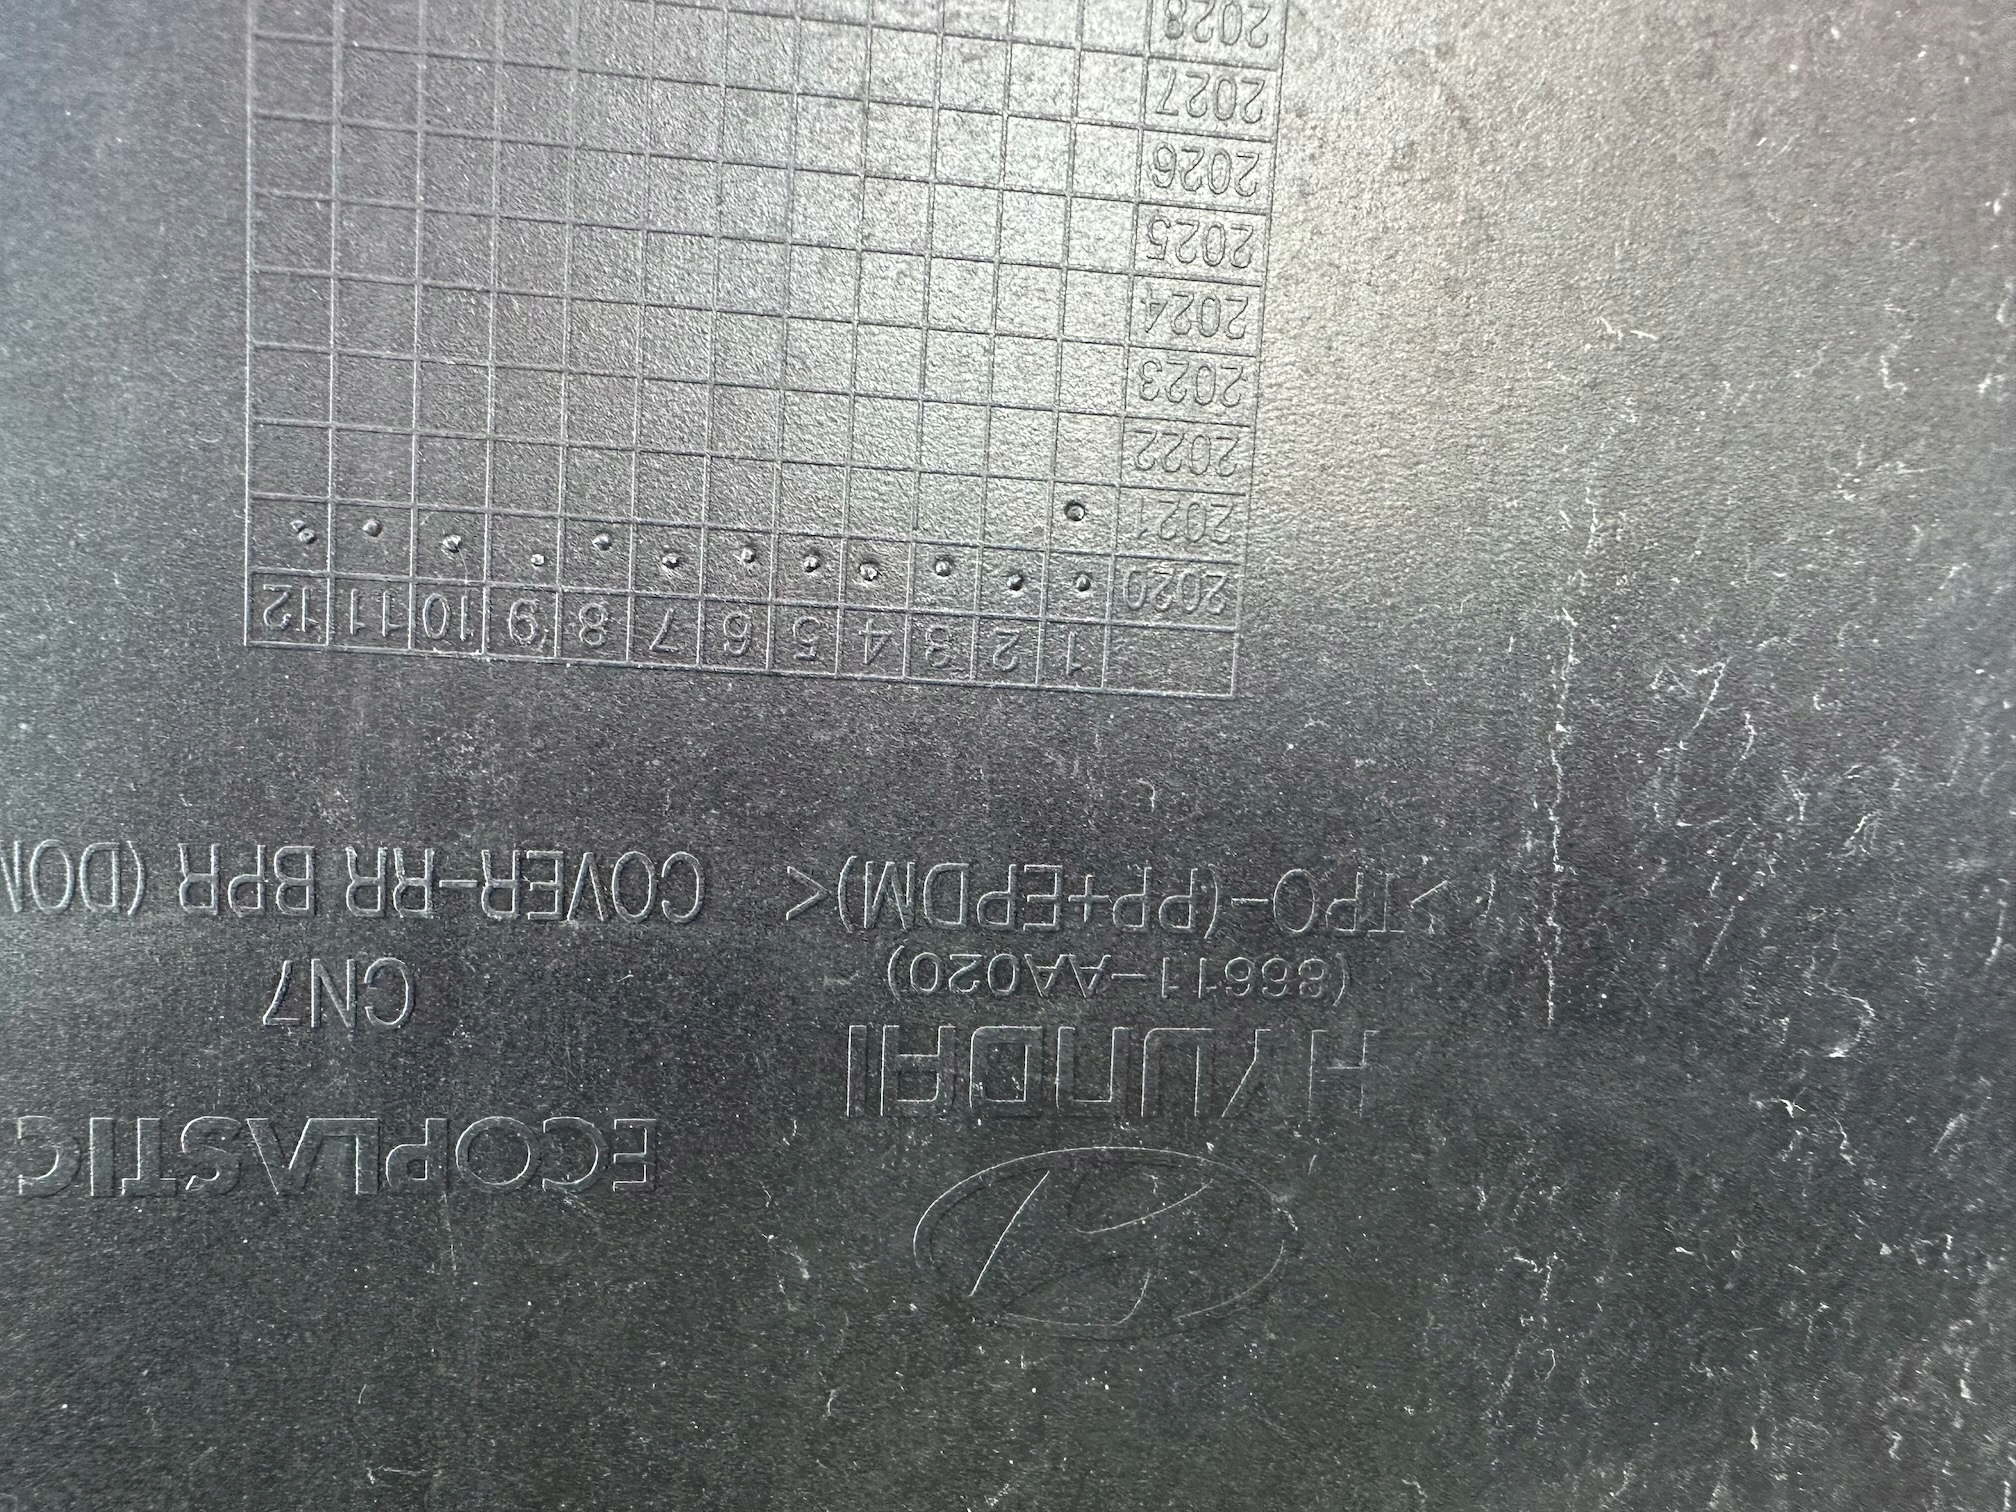 HYUNDAI
(86611-AA020)
>TPO-(PP+EPDM)<
ECOPLASTIC
CN7
COVER-RR BPR (DOM
1 2 3 4 5 6 7 8 9 10 11 12
2020
2021
2022
2023
2024
2025
2026
2027
2028